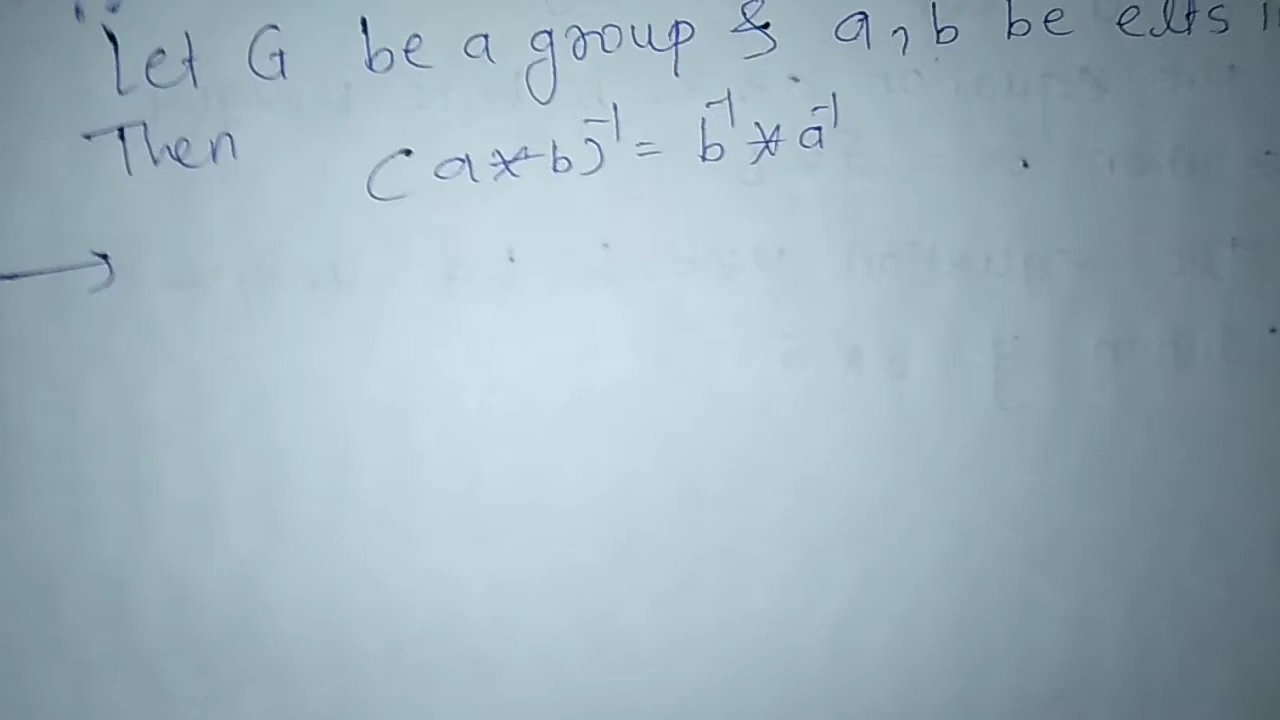 Let G be a group & a, b be elts
Then (a*b)⁻¹ = b⁻¹ * a⁻¹
→